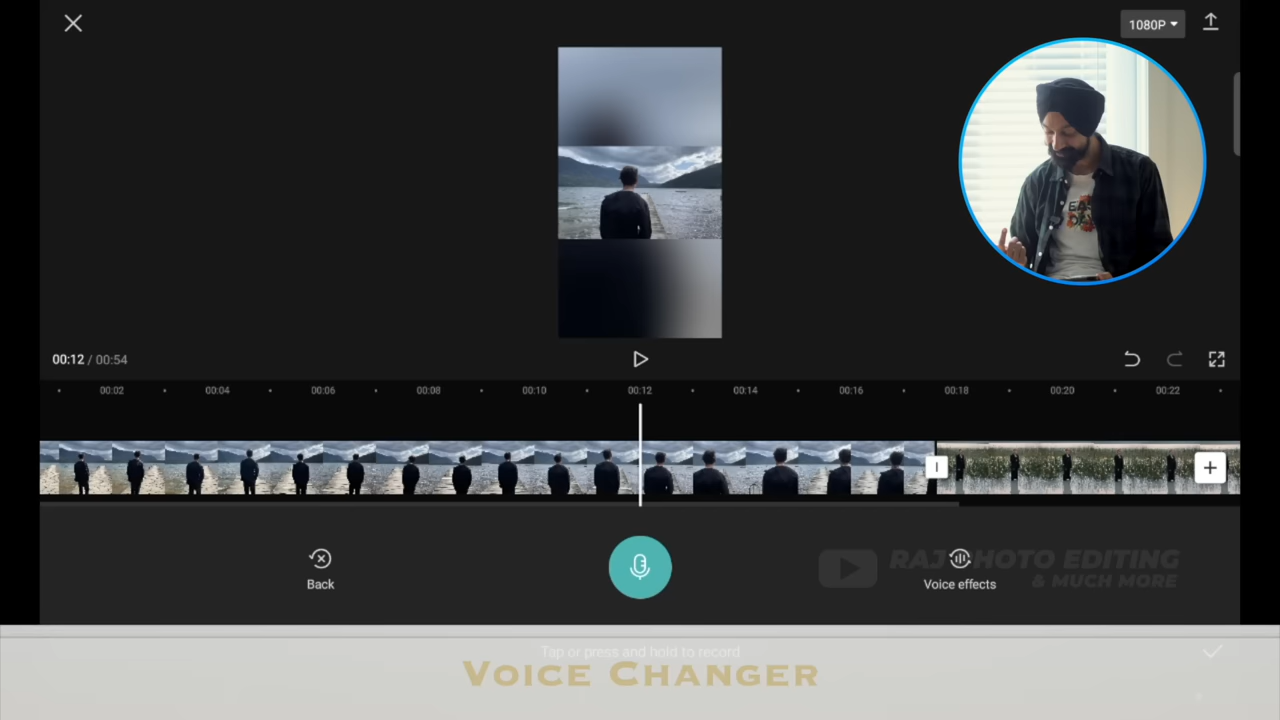 1080P
00:12 / 00:54
00:02 00:04 00:06 00:08 00:10 00:12 00:14 00:16 00:18 00:20 00:22
Back
Voice effects
RAJ PHOTO EDITING
& MUCH MORE
Tap or press and hold to record
VOICE CHANGER